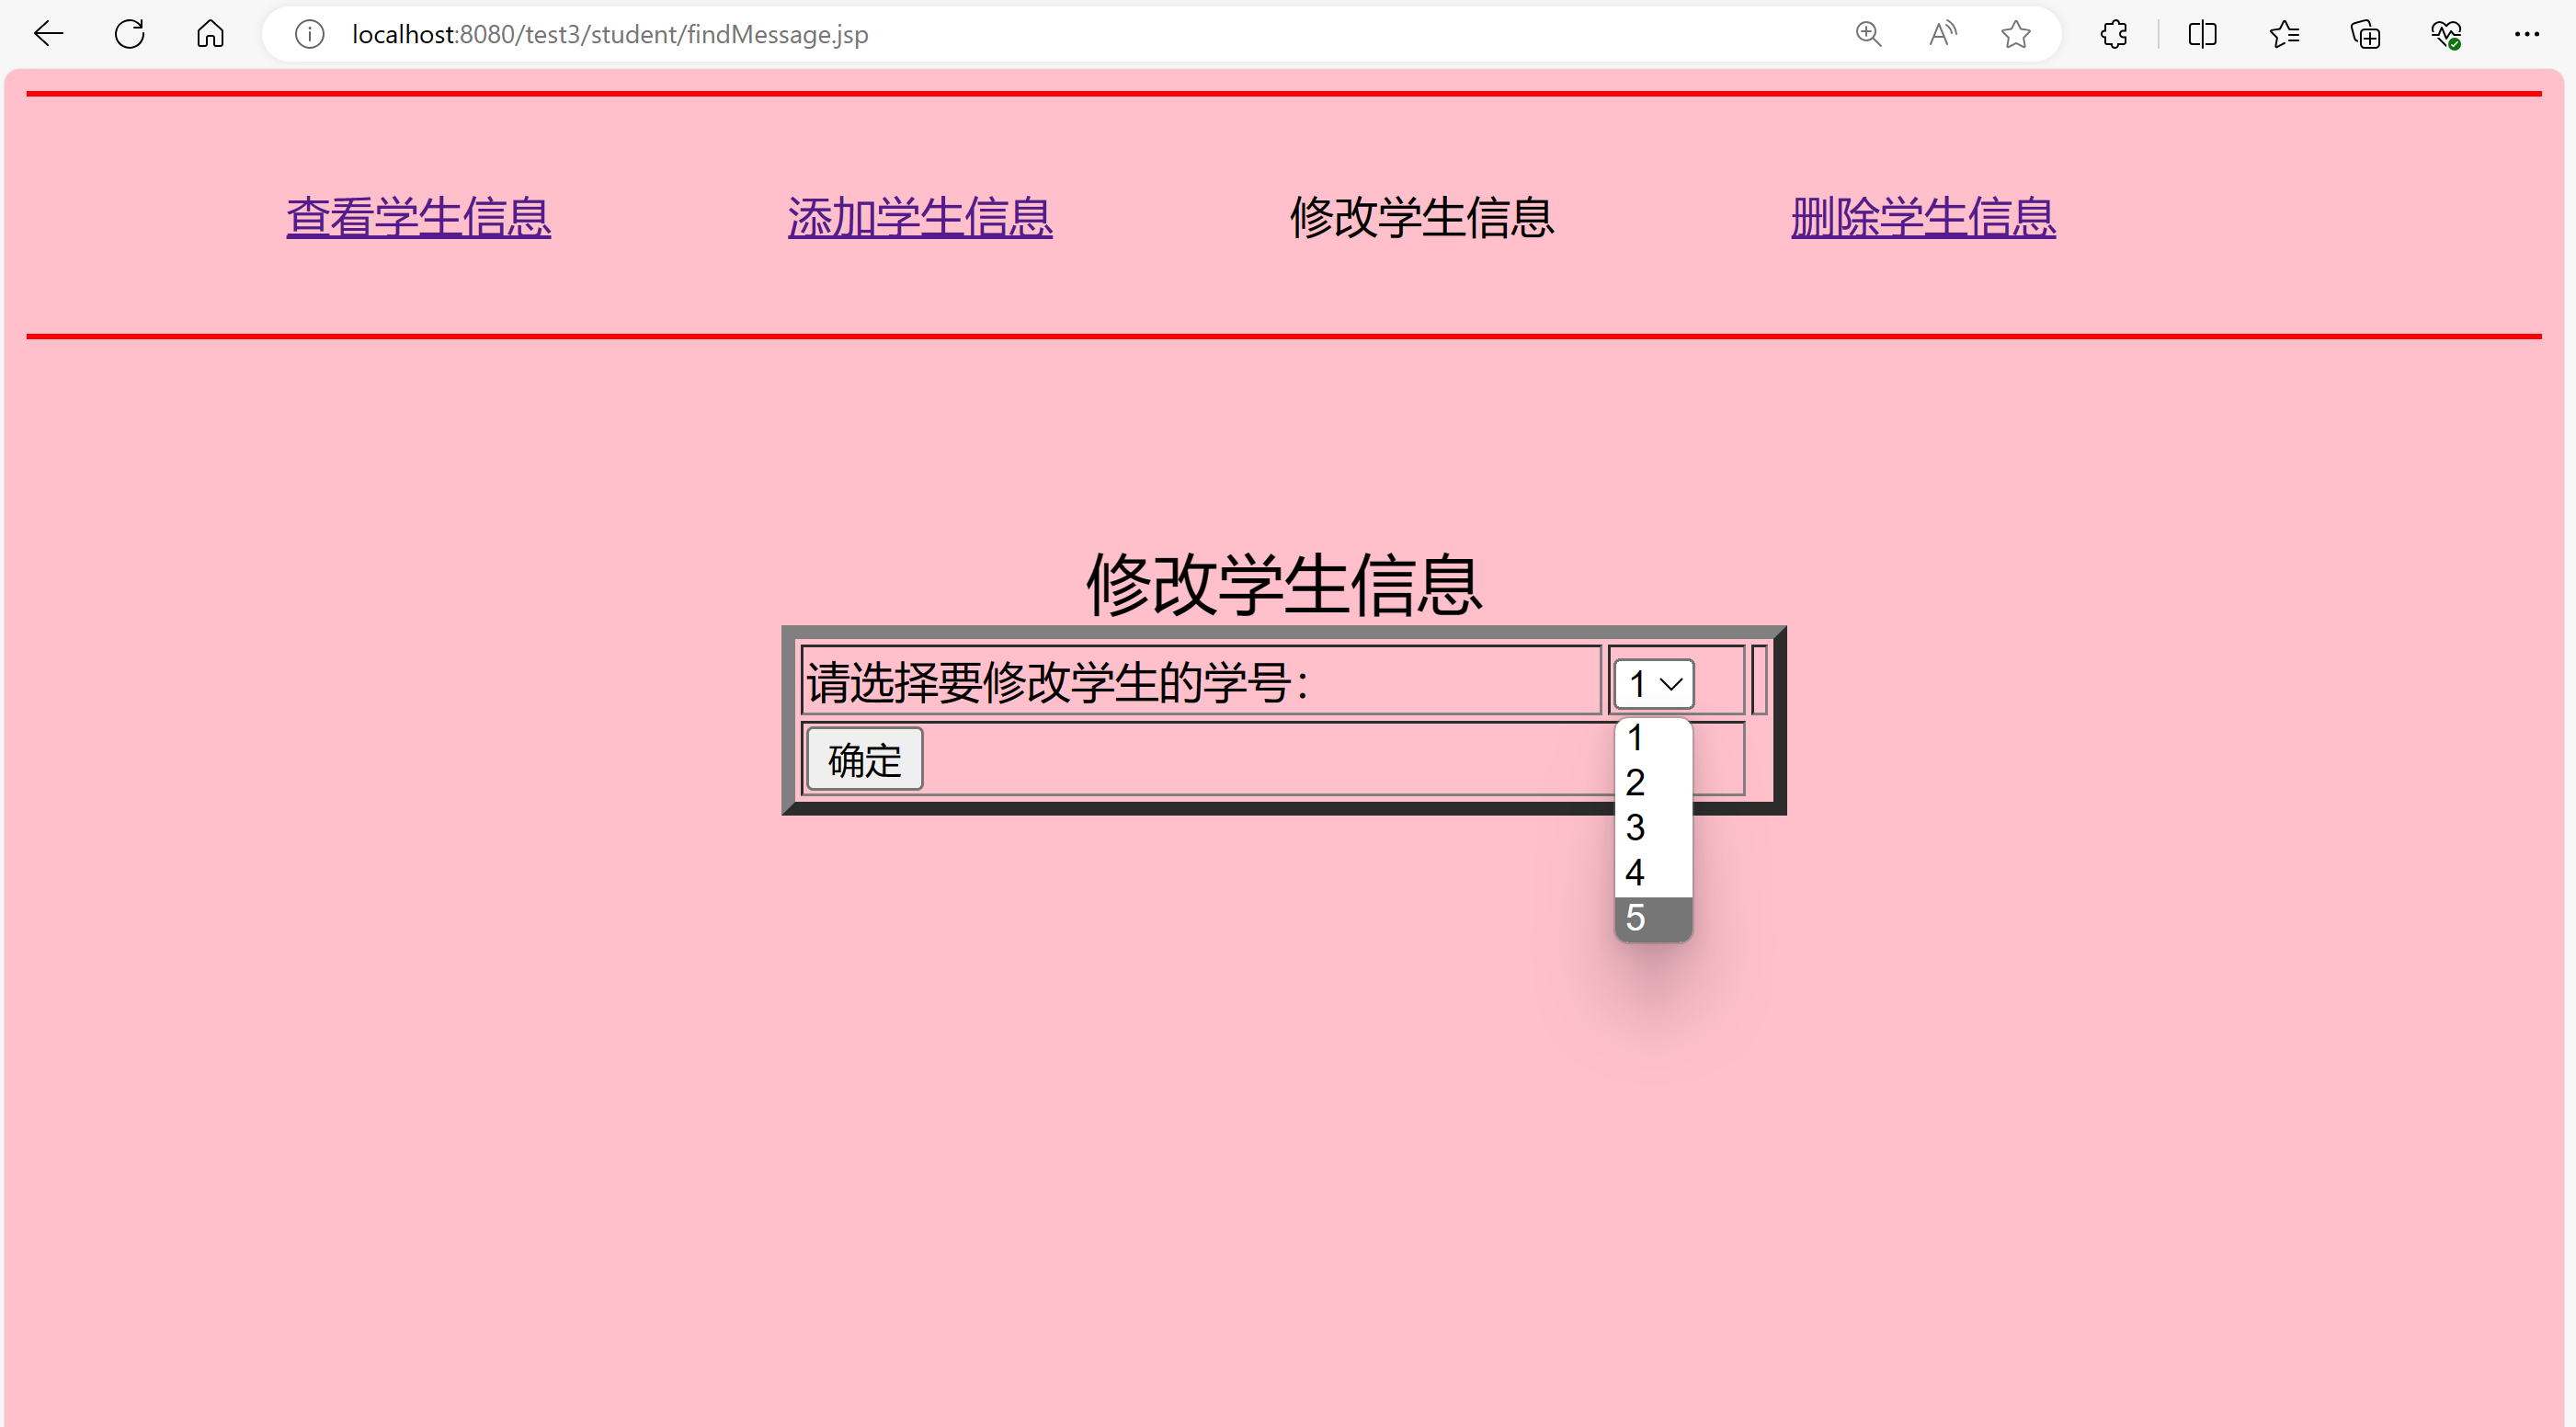 localhost:8080/test3/student/findMessage.jsp
查看学生信息 添加学生信息 修改学生信息 删除学生信息
修改学生信息
请选择要修改学生的学号： 1
确定
1
2
3
4
5